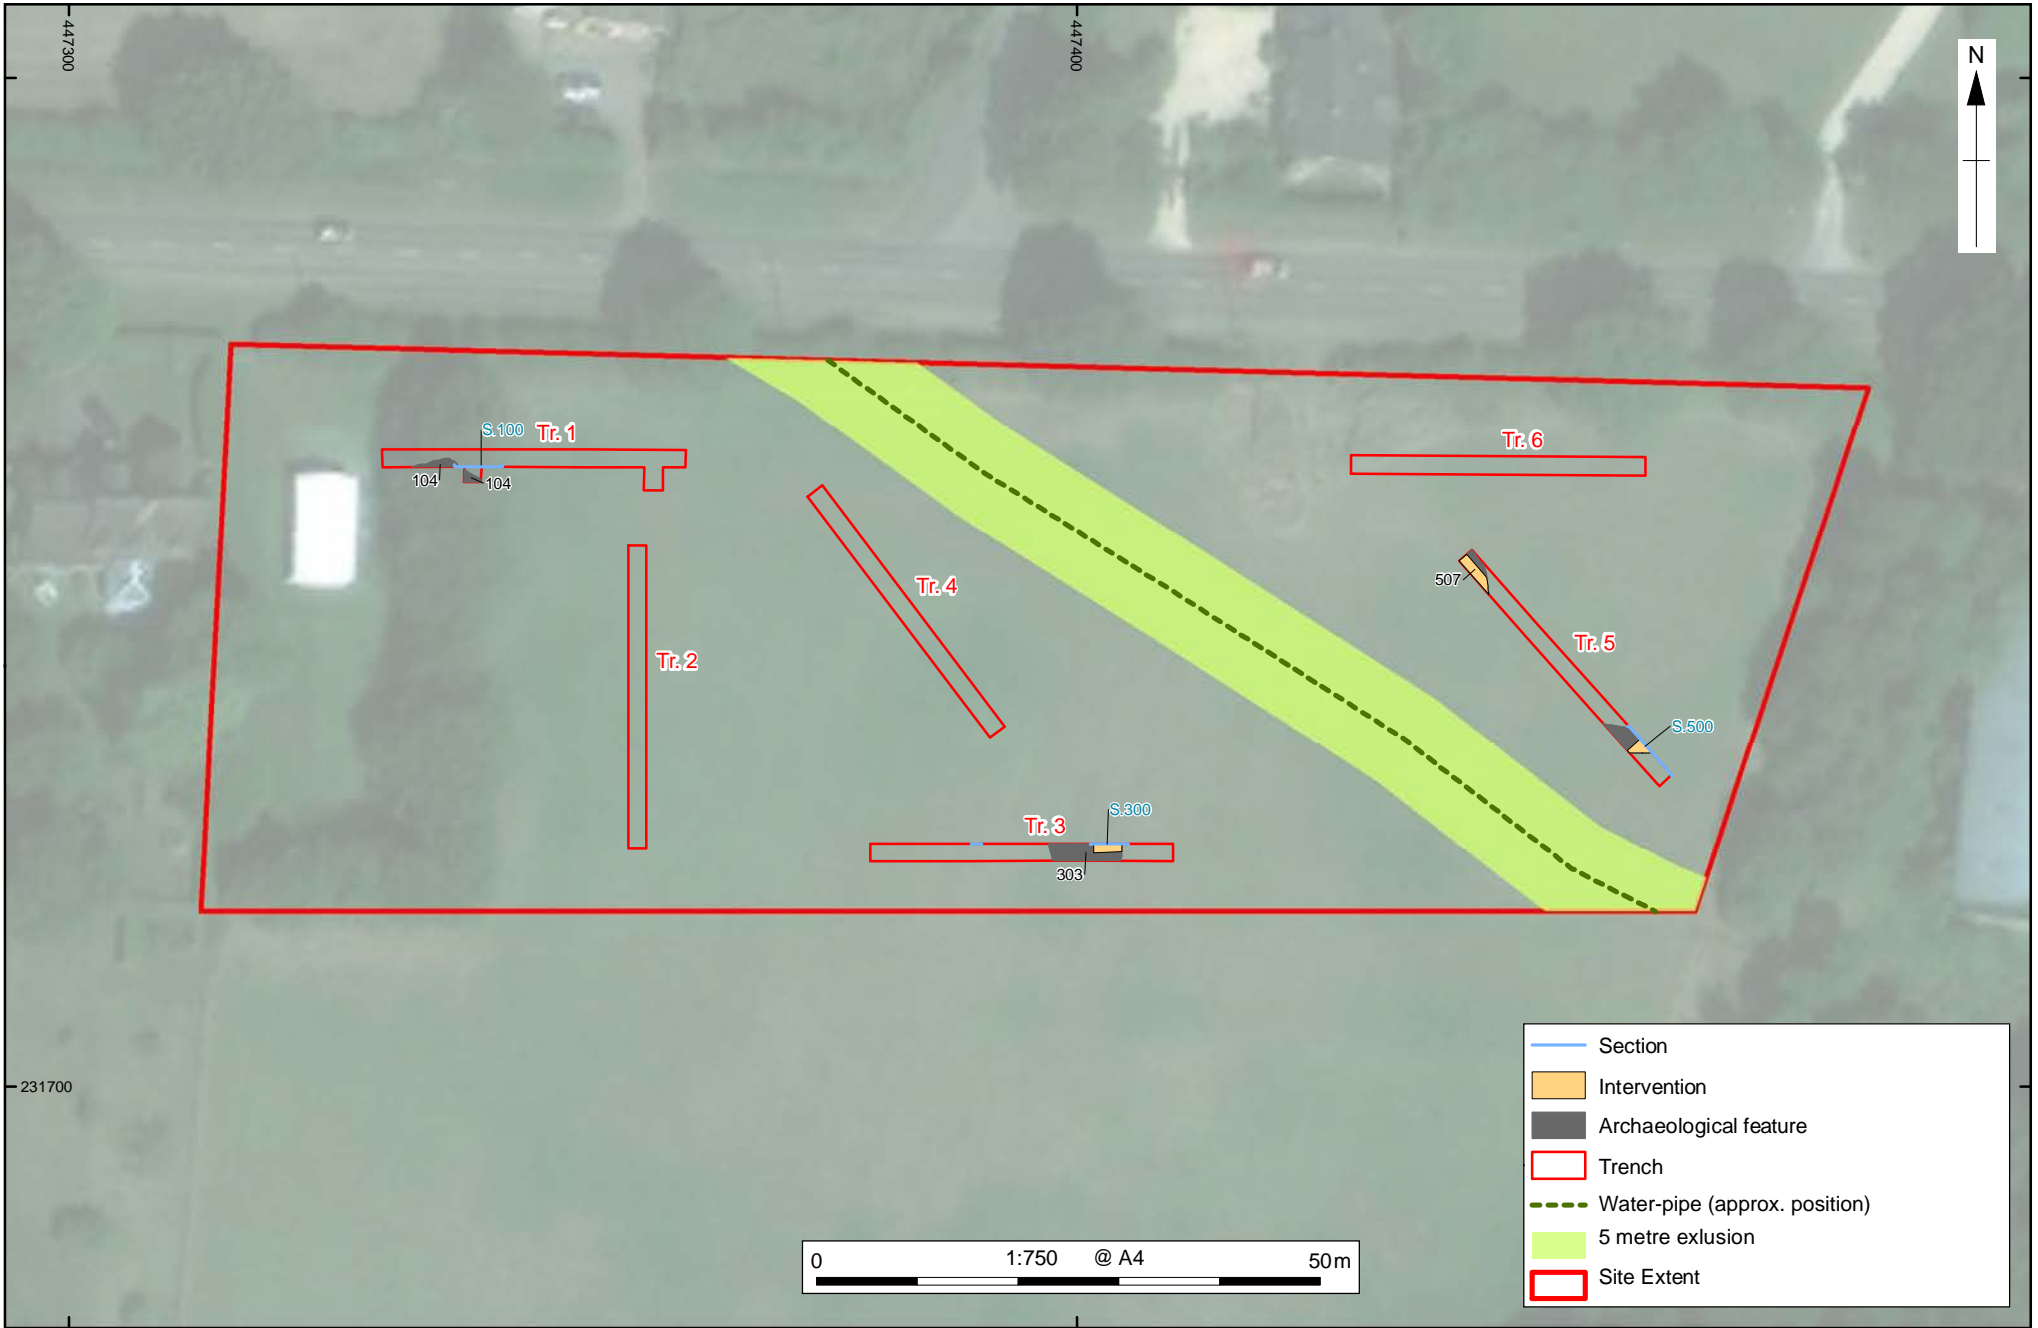 447300
447400
N
S.100
Tr. 1
104
104
Tr. 6
Tr. 4
507
Tr. 5
Tr. 2
S.500
S.300
Tr. 3
303
231700
Section
Intervention
Archaeological feature
Trench
Water-pipe (approx. position)
5 metre exlusion
Site Extent
0 1:750 @ A4 50m